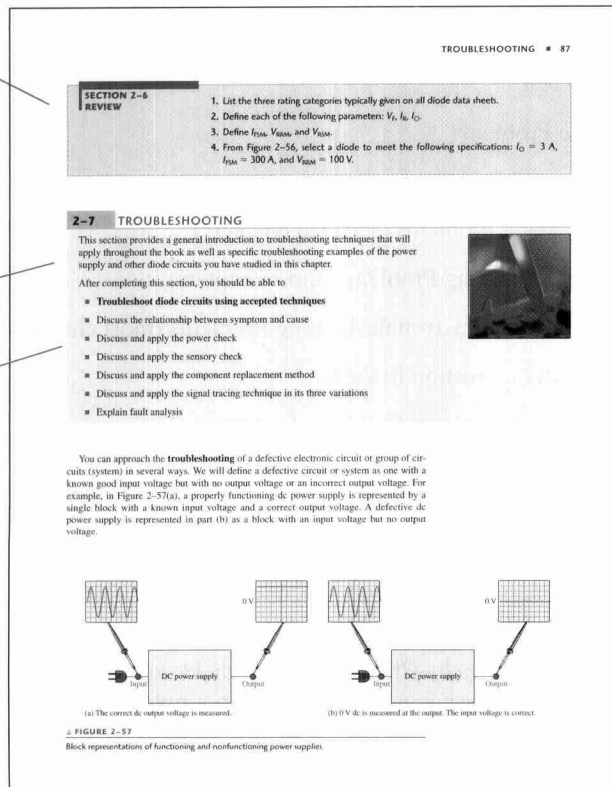 TROUBLESHOOTING ■ 87
SECTION 2–6
REVIEW
1. List the three rating categories typically given on all diode data sheets.
2. Define each of the following parameters: VF, IR, IO.
3. Define IFSM, VRRM, and VRSM.
4. From Figure 2–56, select a diode to meet the following specifications: IO = 3 A,
IFSM = 300 A, and VRRM = 100 V.
2–7 TROUBLESHOOTING
This section provides a general introduction to troubleshooting techniques that will
apply throughout the book as well as specific troubleshooting examples of the power
supply and other diode circuits you have studied in this chapter.
After completing this section, you should be able to
■ Troubleshoot diode circuits using accepted techniques
■ Discuss the relationship between symptom and cause
■ Discuss and apply the power check
■ Discuss and apply the sensory check
■ Discuss and apply the component replacement method
■ Discuss and apply the signal tracing technique in its three variations
■ Explain fault analysis
You can approach the troubleshooting of a defective electronic circuit or group of cir-
cuits (system) in several ways. We will define a defective circuit or system as one with a
known good input voltage but with no output voltage or an incorrect output voltage. For
example, in Figure 2–57(a), a properly functioning dc power supply is represented by a
single block with a known input voltage and a correct output voltage. A defective dc
power supply is represented in part (b) as a block with an input voltage but no output
voltage.
0 V
0 V
DC power supply
Input
Output
DC power supply
Input
Output
(a) The correct dc output voltage is measured.
(b) 0 V dc is measured at the output. The input voltage is correct.
▲ FIGURE 2–57
Block representations of functioning and nonfunctioning power supplies.